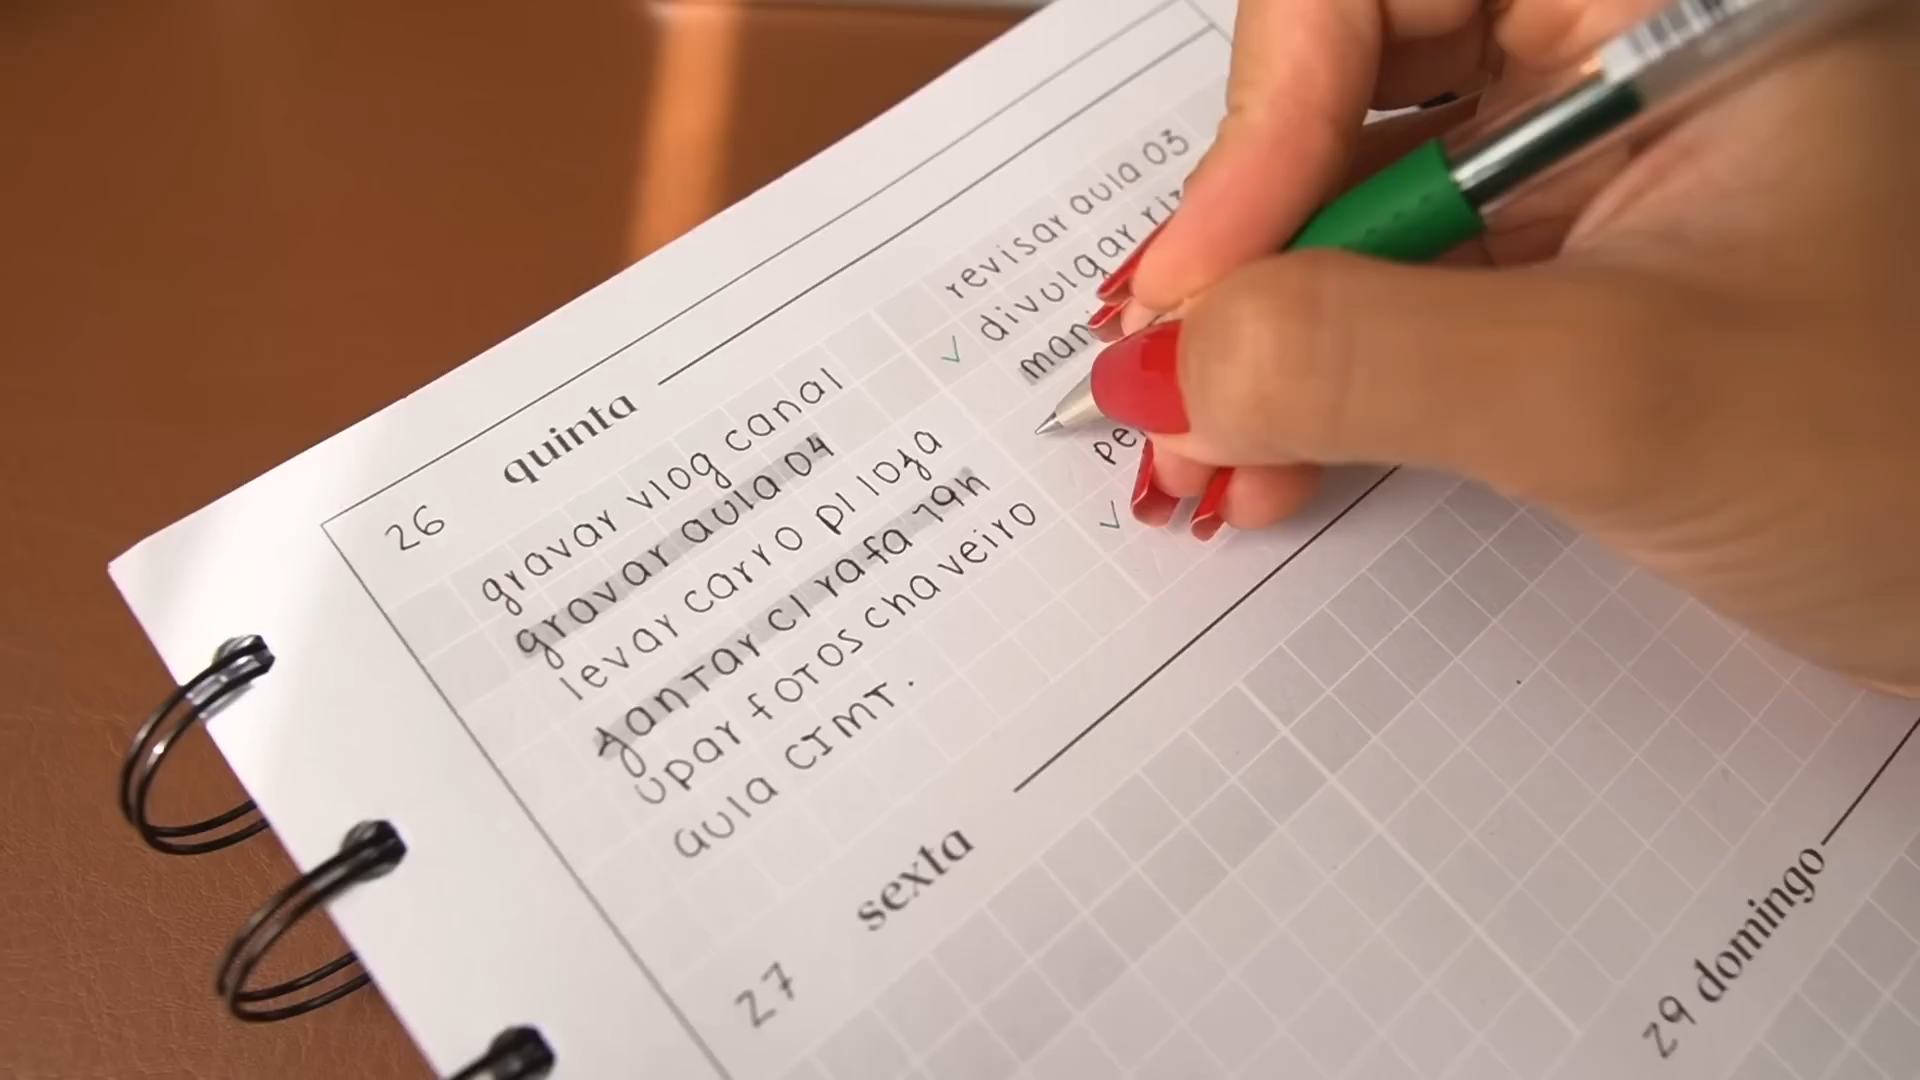 26 quinta
gravar vlog canal
gravar aula 04
levar carro p/ loja
jantar c/ rafa 19h
upar fotos chaveiro
aula CIMT.
revisar aula 03
✓ divulgar
✓
27 sexta
29 domingo